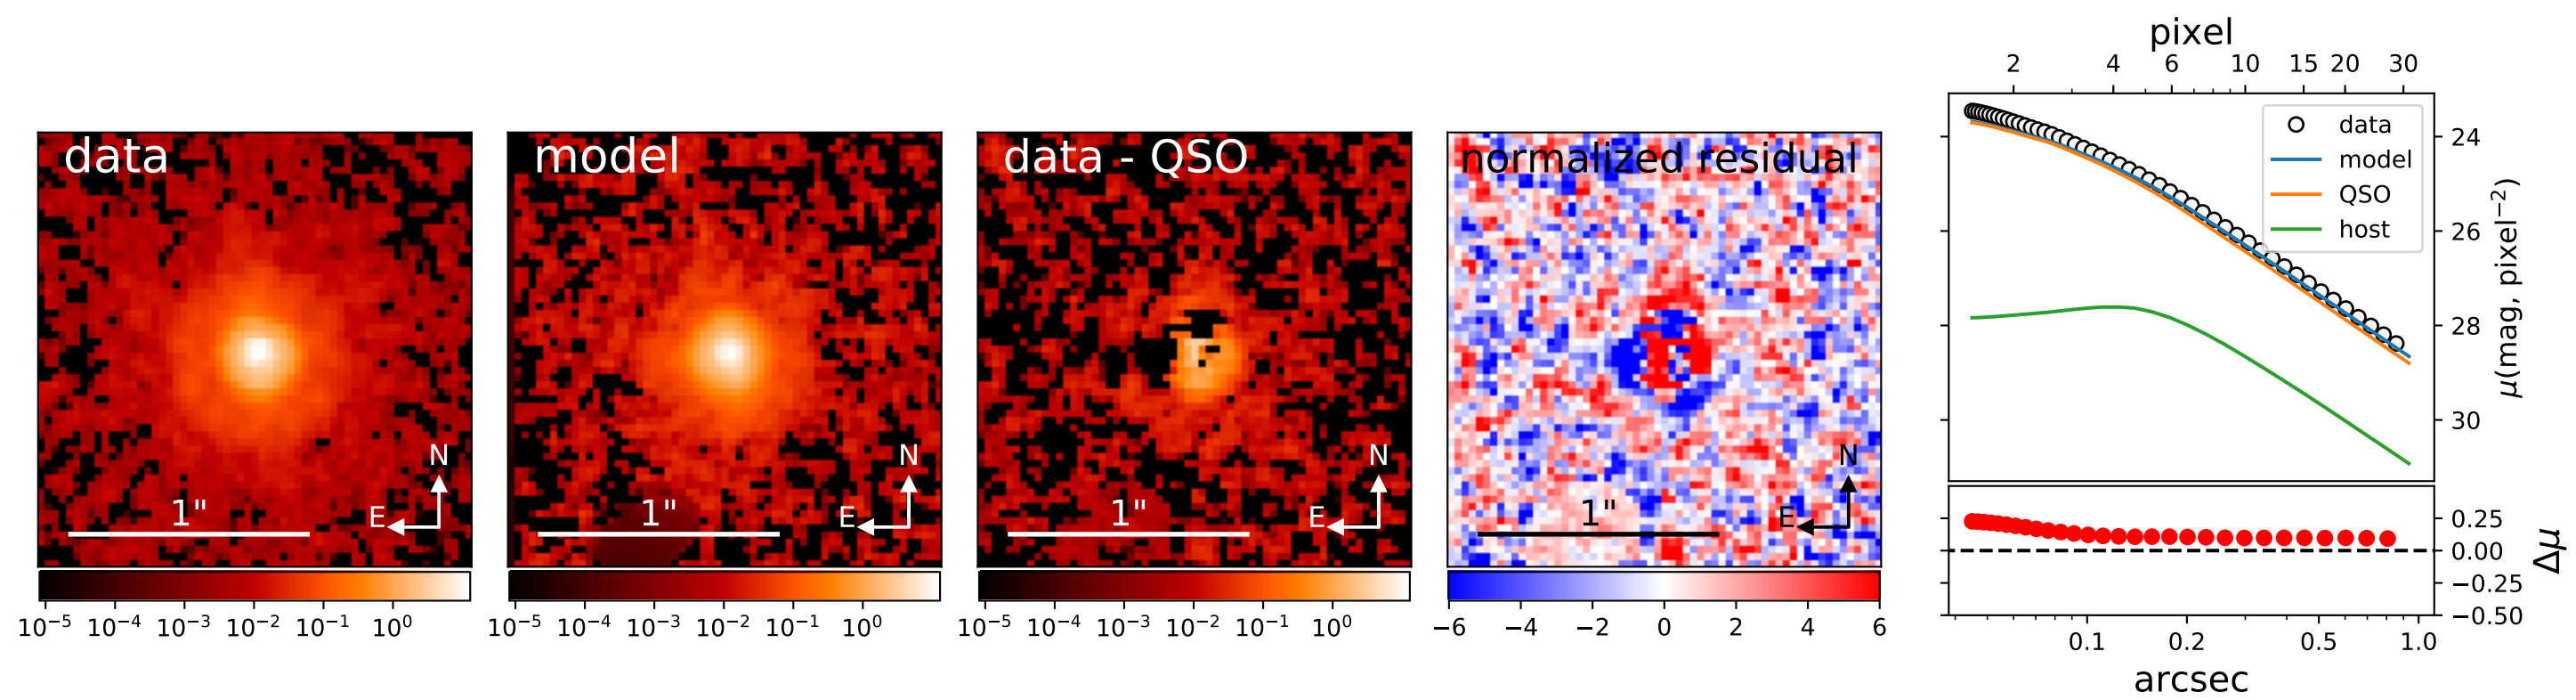 data
N
E
1"
10⁻⁵ 10⁻⁴ 10⁻³ 10⁻² 10⁻¹ 10⁰
model
N
E
1"
10⁻⁵ 10⁻⁴ 10⁻³ 10⁻² 10⁻¹ 10⁰
data - QSO
N
E
1"
10⁻⁵ 10⁻⁴ 10⁻³ 10⁻² 10⁻¹ 10⁰
normalized residual
N
E
1"
−6 −4 −2 0 2 4 6
pixel
2 4 6 10 15 20 30
data
model
QSO
host
24
26
28
30
μ(mag, pixel⁻²)
0.25
0.00
−0.25
−0.50
Δμ
0.1 0.2 0.5 1.0
arcsec